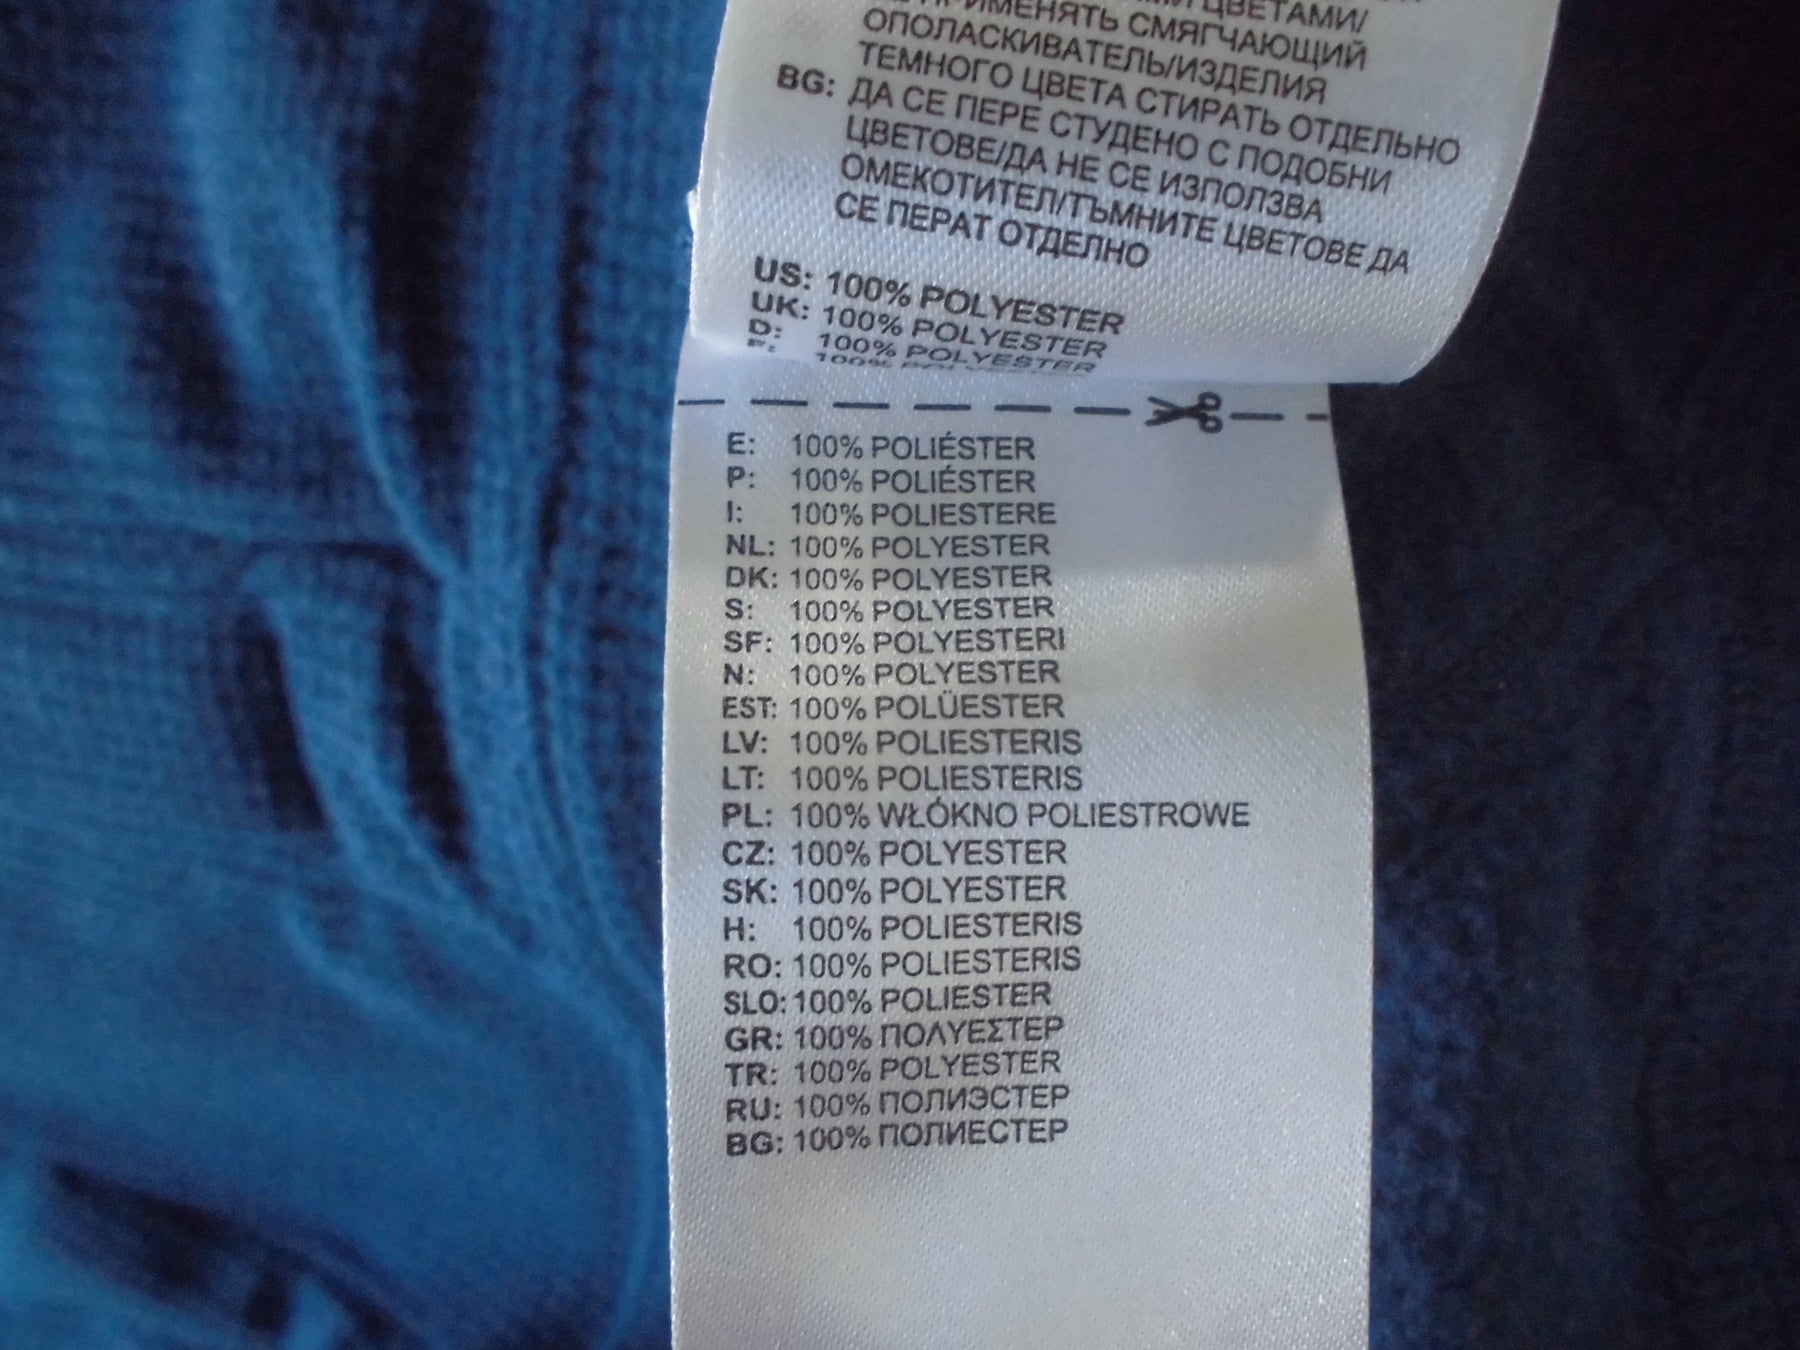 ЦВЕТАМИ/
ПРИМЕНЯТЬ СМЯГЧАЮЩИЙ
ОПОЛАСКИВАТЕЛЬ/ИЗДЕЛИЯ
ТЕМНОГО ЦВЕТА СТИРАТЬ ОТДЕЛЬНО
BG: ДА СЕ ПЕРЕ СТУДЕНО С ПОДОБНИ
ЦВЕТОВЕ/ДА НЕ СЕ ИЗПОЛЗВА
ОМЕКОТИТЕЛ/ТЪМНИТЕ ЦВЕТОВЕ ДА
СЕ ПЕРАТ ОТДЕЛНО
US: 100% POLYESTER
UK: 100% POLYESTER
D: 100% POLYESTER
E: 100% POLIÉSTER
P: 100% POLIÉSTER
I: 100% POLIESTERE
NL: 100% POLYESTER
DK: 100% POLYESTER
S: 100% POLYESTER
SF: 100% POLYESTERI
N: 100% POLYESTER
EST: 100% POLÜESTER
LV: 100% POLIESTERIS
LT: 100% POLIESTERIS
PL: 100% WŁÓKNO POLIESTROWE
CZ: 100% POLYESTER
SK: 100% POLYESTER
H: 100% POLIESTERIS
RO: 100% POLIESTERIS
SLO: 100% POLIESTER
GR: 100% ΠΟΛΥΕΣΤΕΡ
TR: 100% POLYESTER
RU: 100% ПОЛИЭСТЕР
BG: 100% ПОЛИЕСТЕР